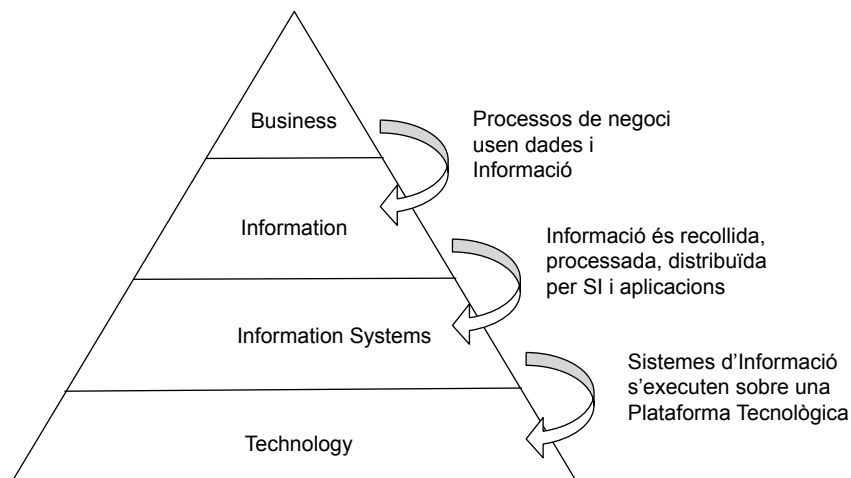 Business
Processos de negoci
usen dades i
Informació
Information
Informació és recollida,
processada, distribuïda
per SI i aplicacions
Information Systems
Sistemes d'Informació
s'executen sobre una
Plataforma Tecnològica
Technology